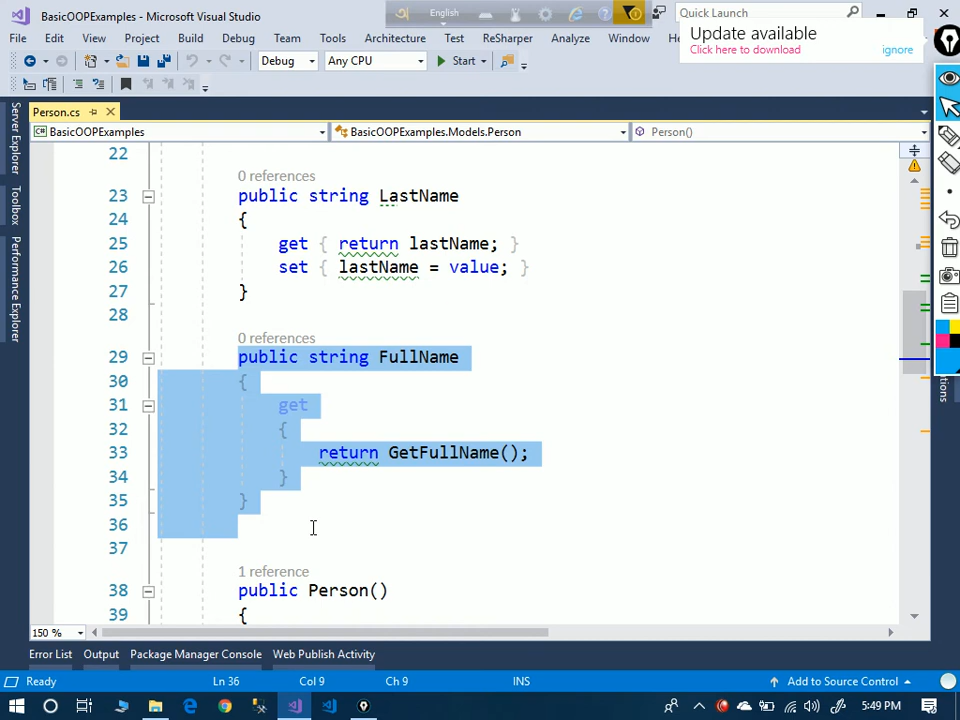 BasicOOPExamples - Microsoft Visual Studio
English
Quick Launch
File Edit View Project Build Debug Team Tools Architecture Test ReSharper Analyze Window
Update available
Click here to download
ignore
Debug
Any CPU
Start
Person.cs
BasicOOPExamples
BasicOOPExamples.Models.Person
Person()
Server Explorer
Toolbox
Performance Explorer
22
0 references
23 public string LastName
24 {
25 get { return lastName; }
26 set { lastName = value; }
27 }
28
0 references
29 public string FullName
30 {
31 get
32 {
33 return GetFullName();
34 }
35 }
36
37
1 reference
38 public Person()
39 {
150 %
Error List Output Package Manager Console Web Publish Activity
Ready
Ln 36
Col 9
Ch 9
INS
Add to Source Control
5:49 PM